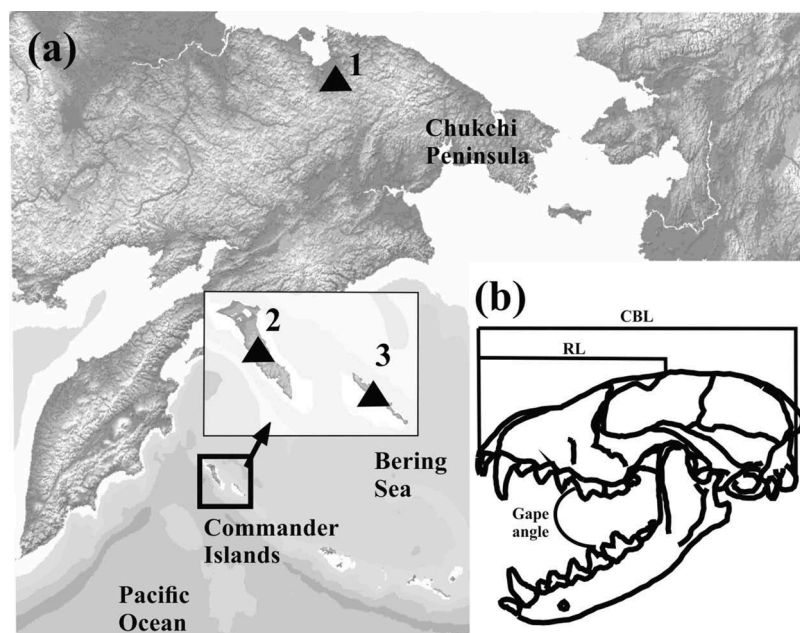 (a)
1
Chukchi
Peninsula
2
3
Bering
Sea
Commander
Islands
Pacific
Ocean
(b)
CBL
RL
Gape
angle